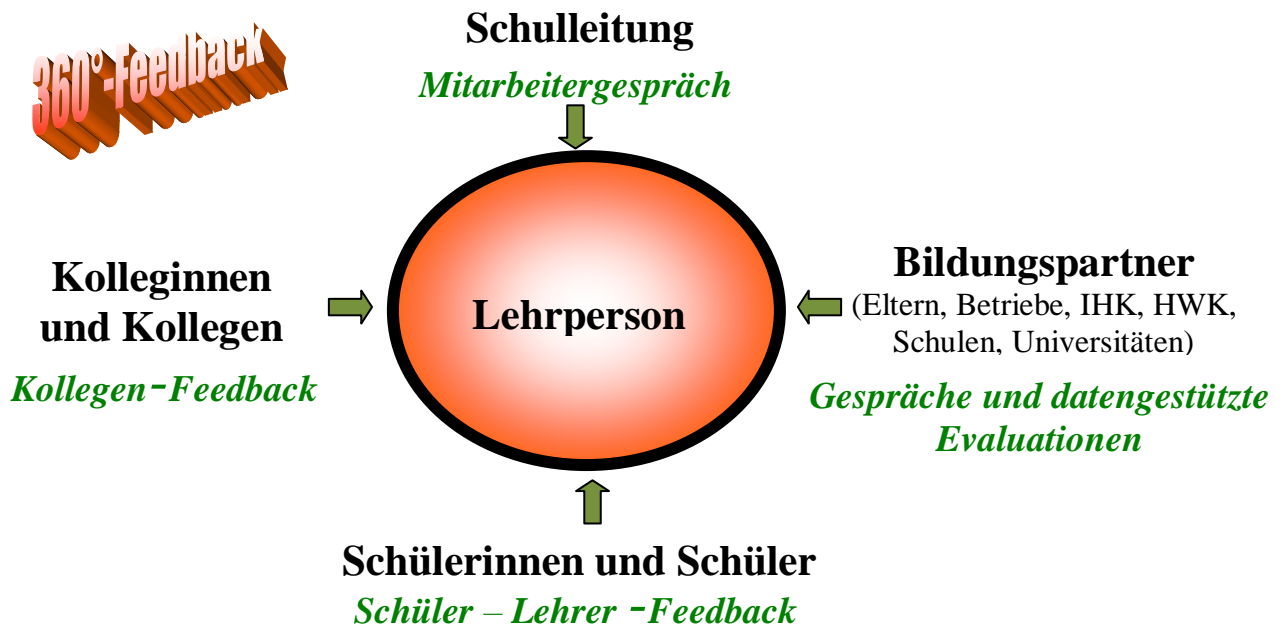 360°-Feedback
Schulleitung
Mitarbeitergespräch
Kolleginnen
und Kollegen
Kollegen-Feedback
Lehrperson
Bildungspartner
(Eltern, Betriebe, IHK, HWK,
Schulen, Universitäten)
Gespräche und datengestützte
Evaluationen
Schülerinnen und Schüler
Schüler – Lehrer -Feedback